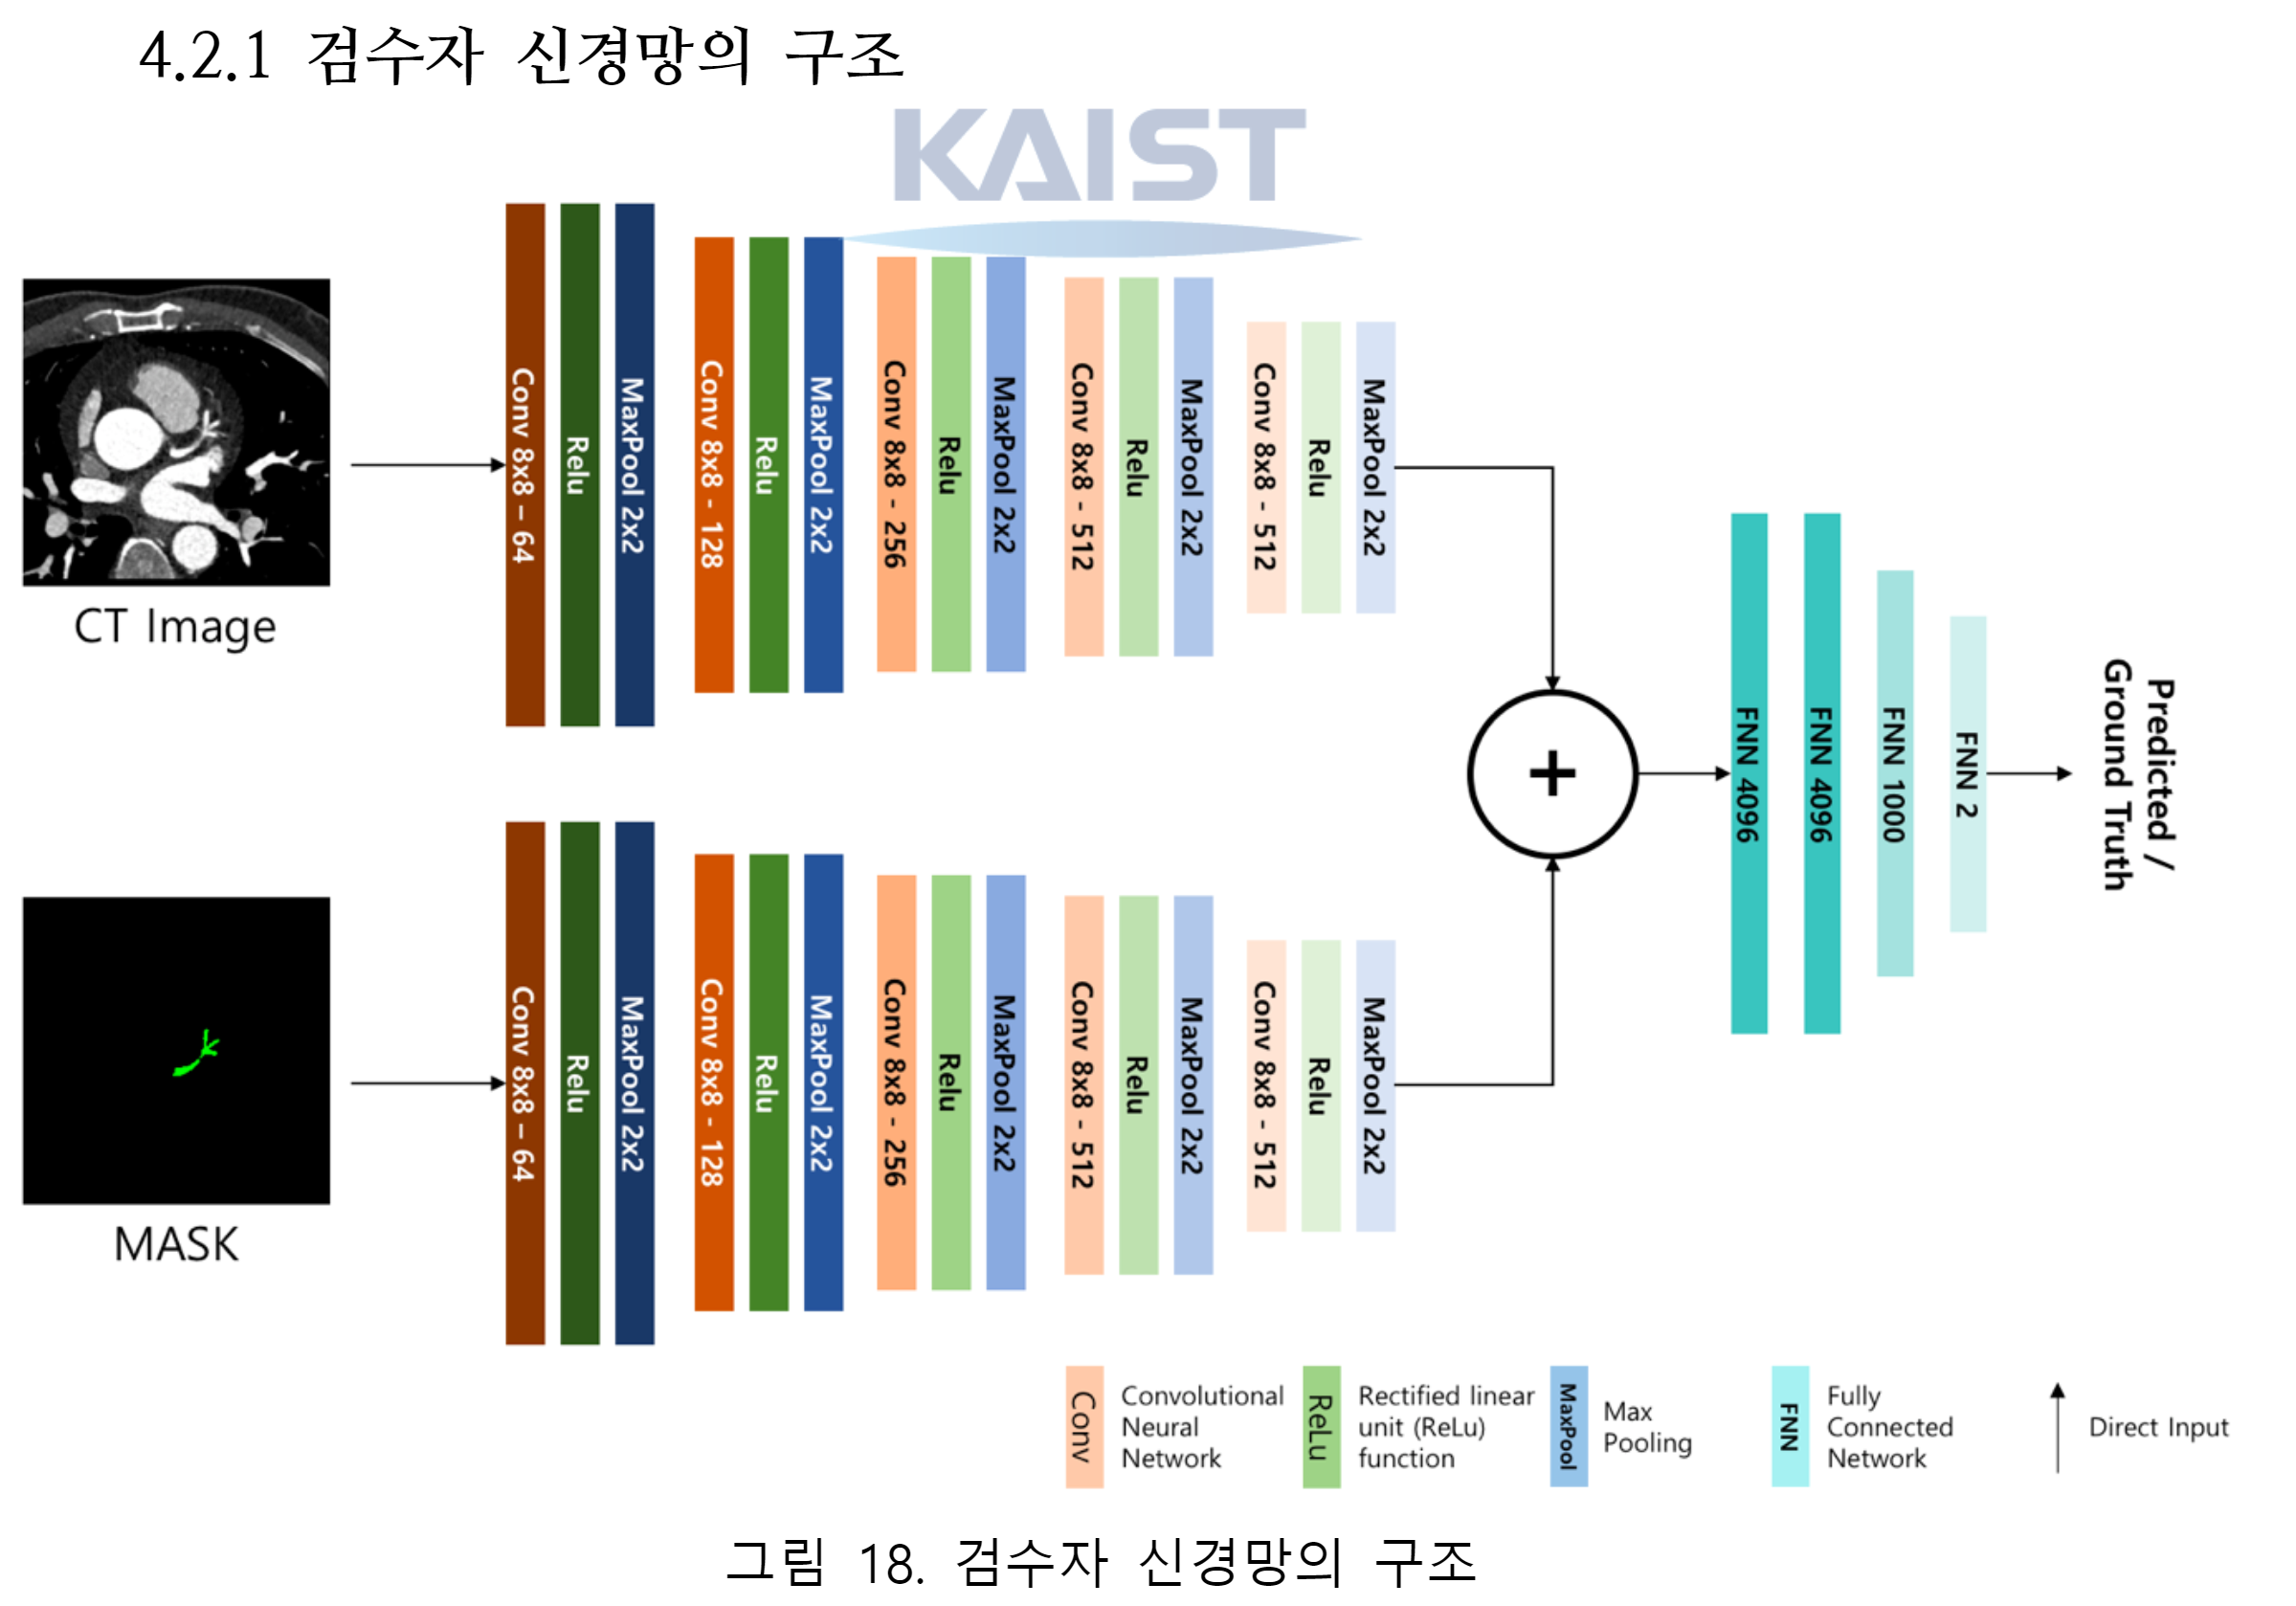 4.2.1 검수자 신경망의 구조
KAIST
CT Image
Conv 8x8 – 64
Relu
MaxPool 2x2
Conv 8x8 - 128
Relu
MaxPool 2x2
Conv 8x8 - 256
Relu
MaxPool 2x2
Conv 8x8 - 512
Relu
MaxPool 2x2
Conv 8x8 - 512
Relu
MaxPool 2x2
+
FNN 4096
FNN 4096
FNN 1000
FNN 2
Predicted /
Ground Truth
MASK
Conv 8x8 – 64
Relu
MaxPool 2x2
Conv 8x8 - 128
Relu
MaxPool 2x2
Conv 8x8 - 256
Relu
MaxPool 2x2
Conv 8x8 - 512
Relu
MaxPool 2x2
Conv 8x8 - 512
Relu
MaxPool 2x2
Conv
Convolutional
Neural
Network
ReLu
Rectified linear
unit (ReLu)
function
MaxPool
Max
Pooling
FNN
Fully
Connected
Network
Direct Input
그림 18. 검수자 신경망의 구조